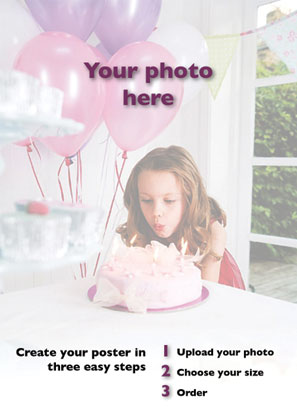 Your photo
here
Create your poster in
three easy steps
1 Upload your photo
2 Choose your size
3 Order